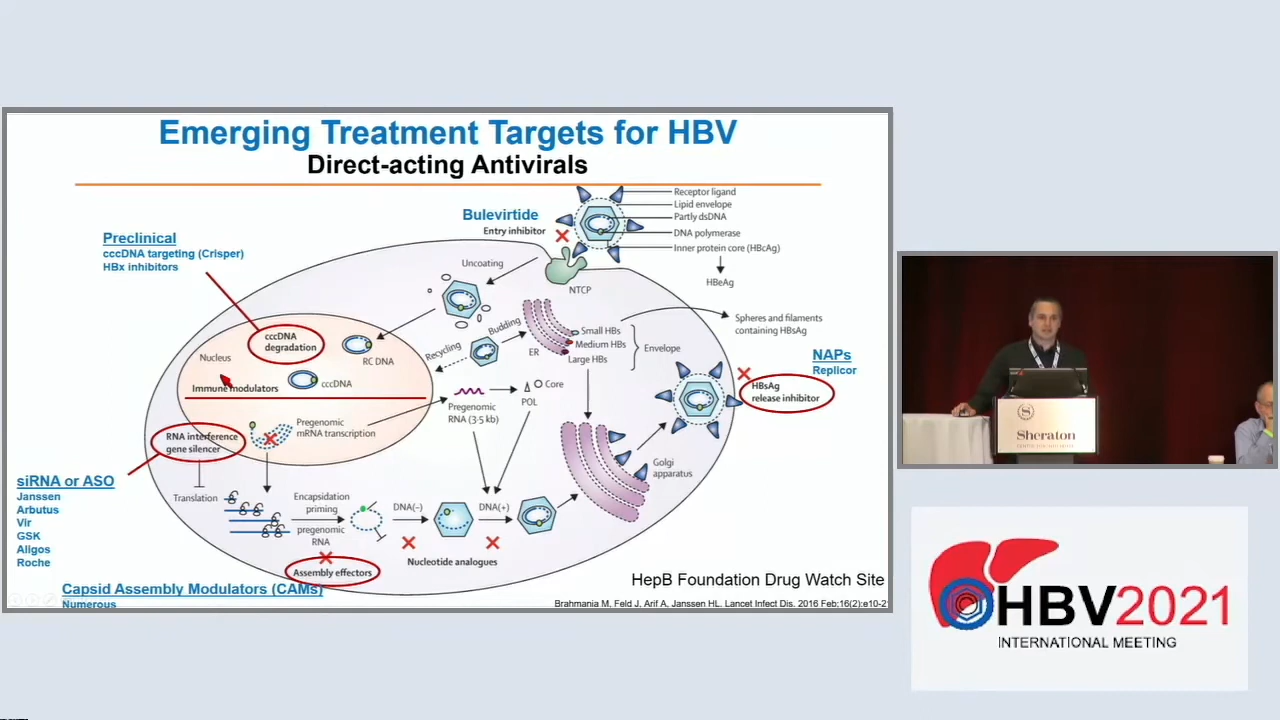 Emerging Treatment Targets for HBV
Direct-acting Antivirals
Bulevirtide
Entry inhibitor
Receptor ligand
Lipid envelope
Partly dsDNA
DNA polymerase
Inner protein core (HBcAg)
HBeAg
Preclinical
cccDNA targeting (Crisper)
HBx inhibitors
Uncoating
NTCP
Spheres and filaments
containing HBsAg
cccDNA
degradation
Nucleus
RC DNA
Immune modulators
cccDNA
Recycling
Budding
ER
Small HBs
Medium HBs
Large HBs
Envelope
NAPs
Replicor
HBsAg
release inhibitor
Core
POL
Pregenomic
RNA (3·5 kb)
Pregenomic
mRNA transcription
RNA interference
gene silencer
Golgi
apparatus
siRNA or ASO
Janssen
Arbutus
Vir
GSK
Aligos
Roche
Translation
Encapsidation
priming
pregenomic
RNA
DNA(–)
DNA(+)
Nucleotide analogues
Assembly effectors
Capsid Assembly Modulators (CAMs)
Numerous
HepB Foundation Drug Watch Site
Brahmania M, Feld J, Arif A, Janssen HL. Lancet Infect Dis. 2016 Feb;16(2):e10-2
S
Sheraton
HBV2021
INTERNATIONAL MEETING